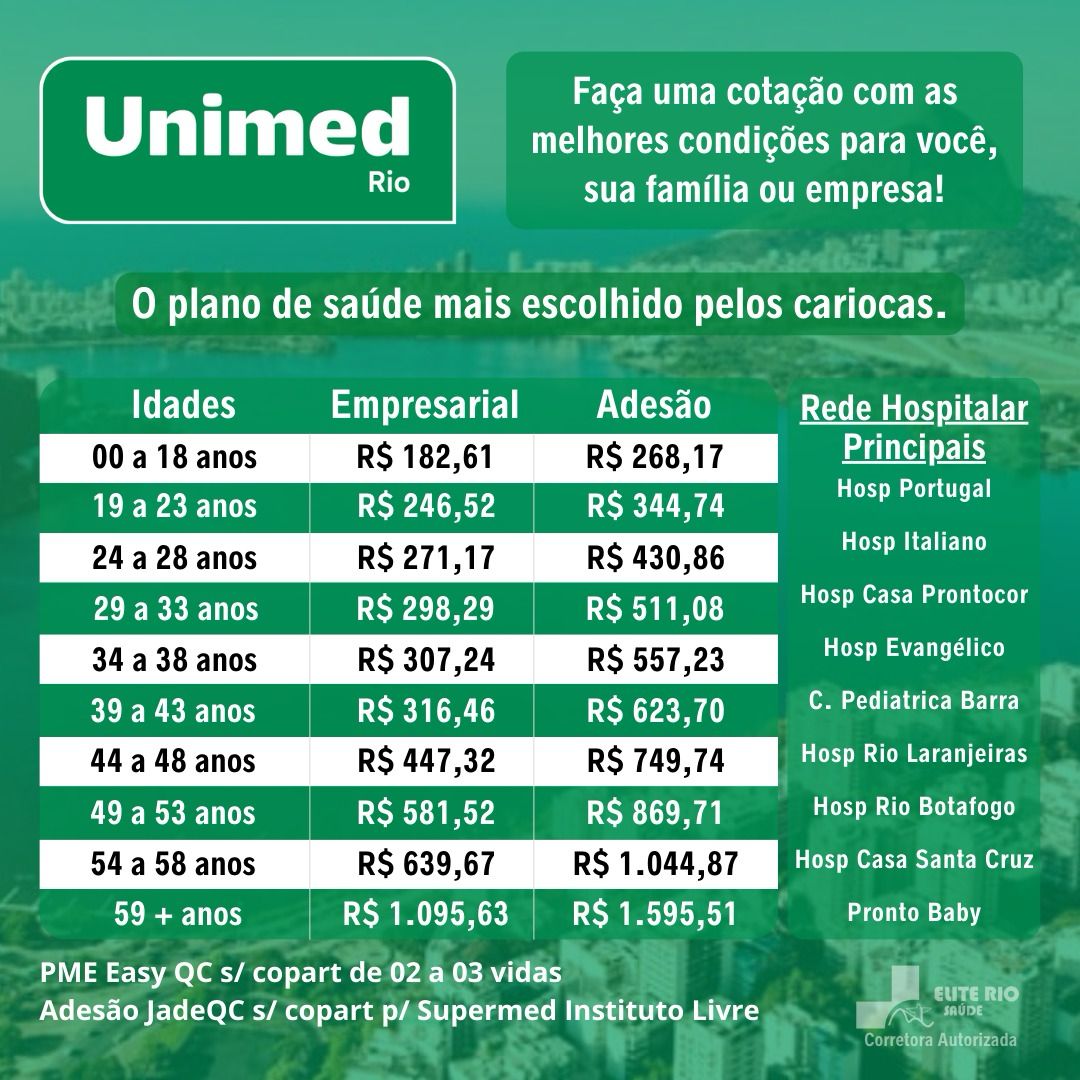 Unimed
Rio
Faça uma cotação com as
melhores condições para você,
sua família ou empresa!
O plano de saúde mais escolhido pelos cariocas.
Idades Empresarial Adesão
00 a 18 anos R$ 182,61 R$ 268,17
19 a 23 anos R$ 246,52 R$ 344,74
24 a 28 anos R$ 271,17 R$ 430,86
29 a 33 anos R$ 298,29 R$ 511,08
34 a 38 anos R$ 307,24 R$ 557,23
39 a 43 anos R$ 316,46 R$ 623,70
44 a 48 anos R$ 447,32 R$ 749,74
49 a 53 anos R$ 581,52 R$ 869,71
54 a 58 anos R$ 639,67 R$ 1.044,87
59 + anos R$ 1.095,63 R$ 1.595,51
Rede Hospitalar
Principais
Hosp Portugal
Hosp Italiano
Hosp Casa Prontocor
Hosp Evangélico
C. Pediatrica Barra
Hosp Rio Laranjeiras
Hosp Rio Botafogo
Hosp Casa Santa Cruz
Pronto Baby
PME Easy QC s/ copart de 02 a 03 vidas
Adesão JadeQC s/ copart p/ Supermed Instituto Livre
ELITE RIO
SAÚDE
Corretora Autorizada